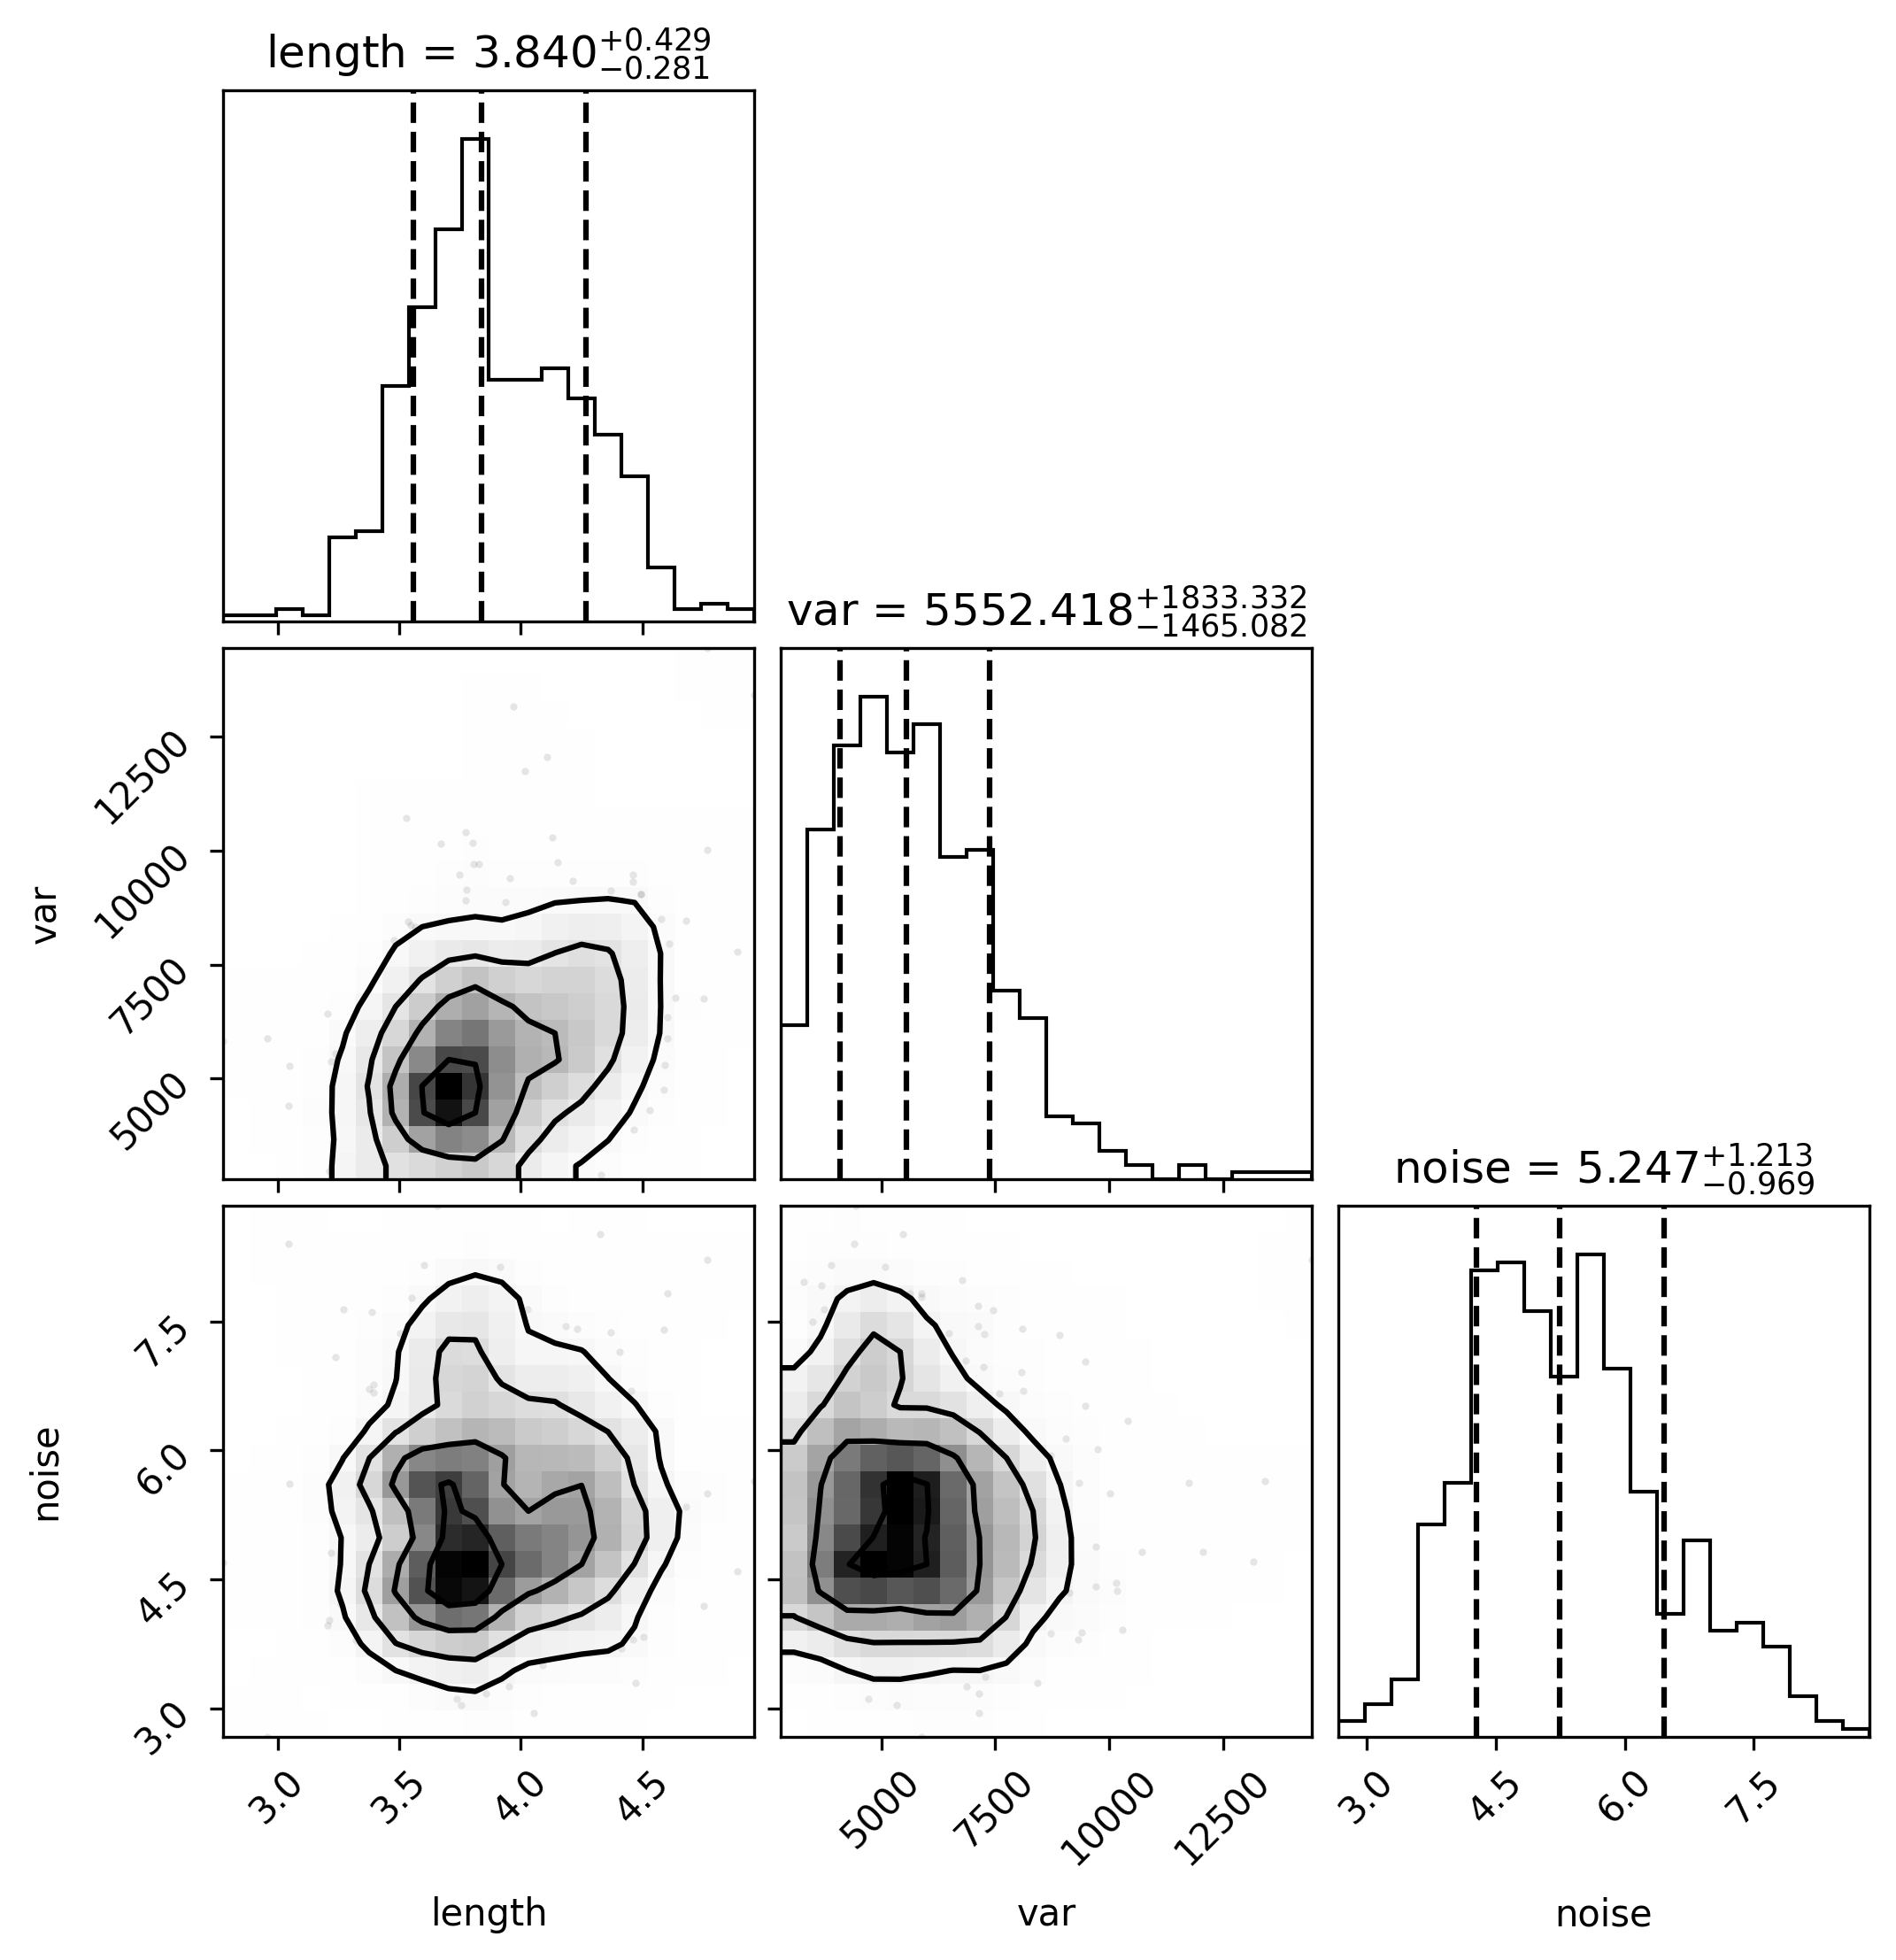 length = 3.840+0.429−0.281
var = 5552.418+1833.332−1465.082
var
12500
10000
7500
5000
noise = 5.247+1.213−0.969
noise
7.5
6.0
4.5
3.0
3.0 3.5 4.0 4.5
5000 7500 10000 12500
3.0 4.5 6.0 7.5
length
var
noise